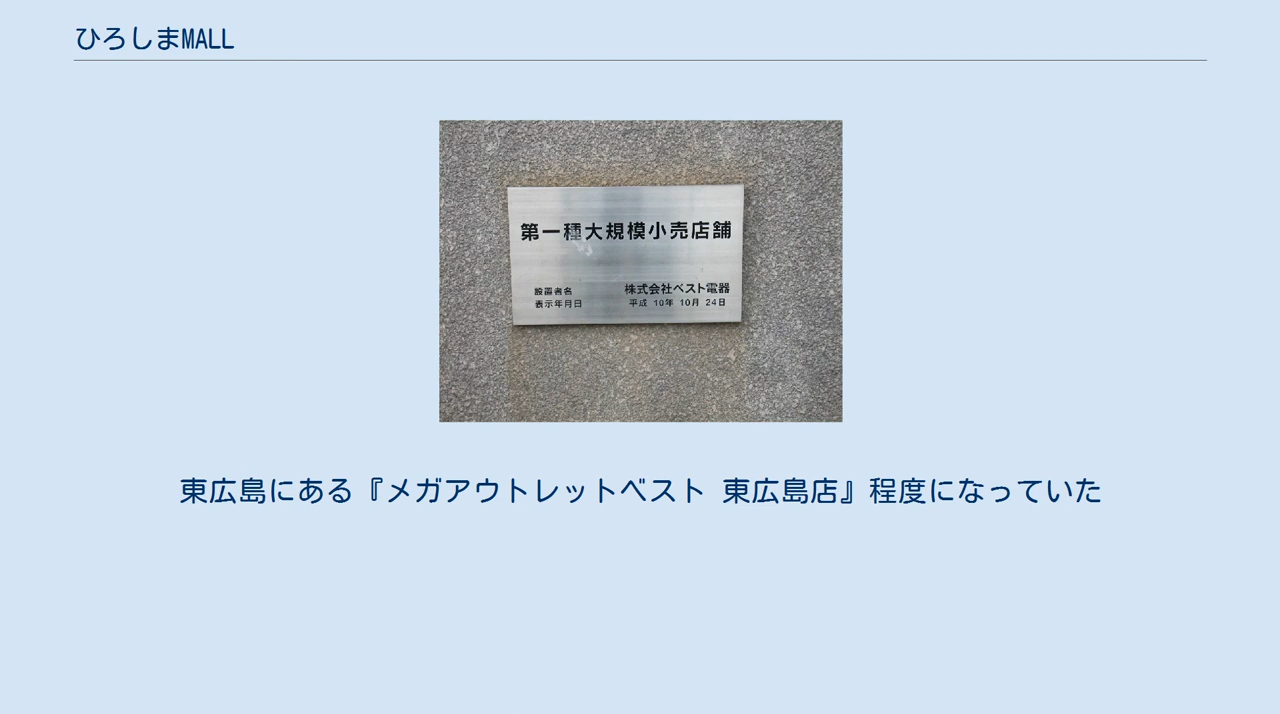 ひろしまMALL
第一種大規模小売店舗
設置者名 株式会社ベスト電器
表示年月日 平成 10年 10月 24日
東広島にある『メガアウトレットベスト 東広島店』程度になっていた